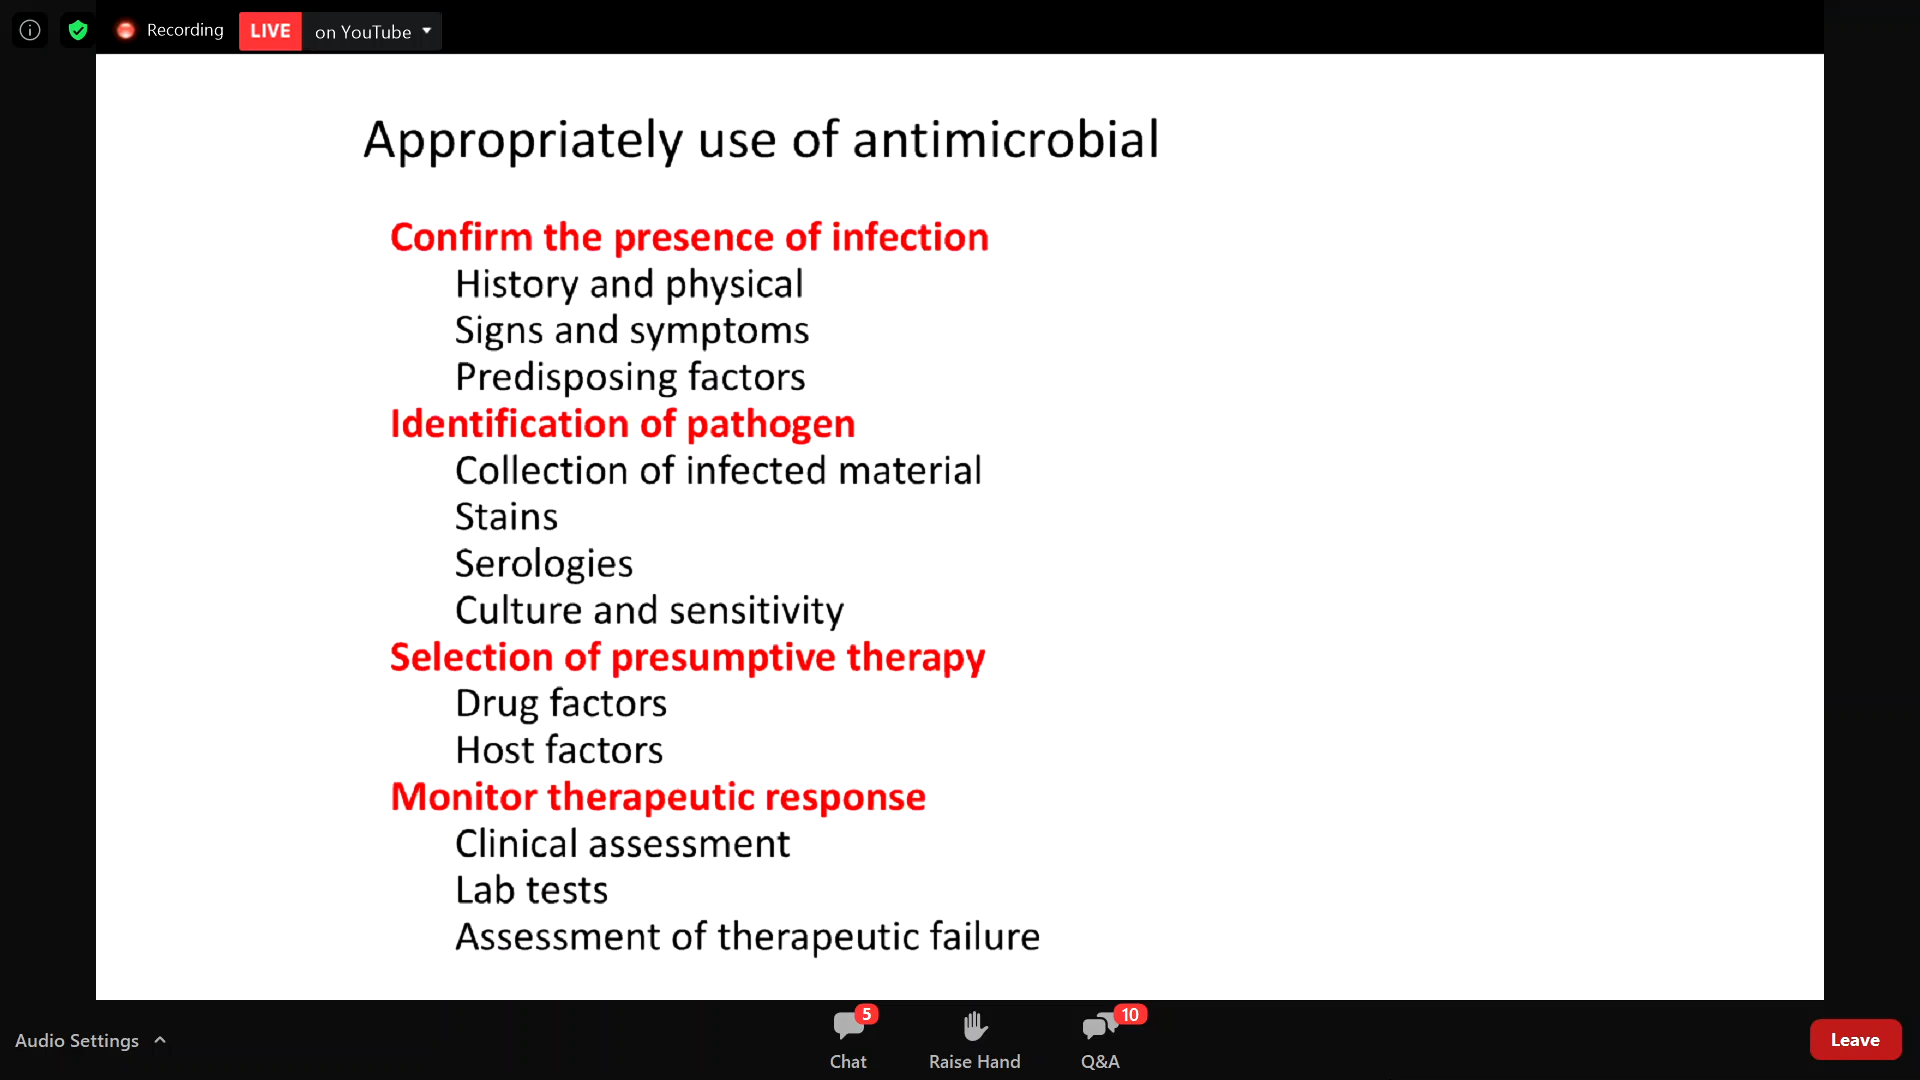 Recording LIVE on YouTube
Appropriately use of antimicrobial
Confirm the presence of infection
History and physical
Signs and symptoms
Predisposing factors
Identification of pathogen
Collection of infected material
Stains
Serologies
Culture and sensitivity
Selection of presumptive therapy
Drug factors
Host factors
Monitor therapeutic response
Clinical assessment
Lab tests
Assessment of therapeutic failure
5 10
Audio Settings Chat Raise Hand Q&A Leave